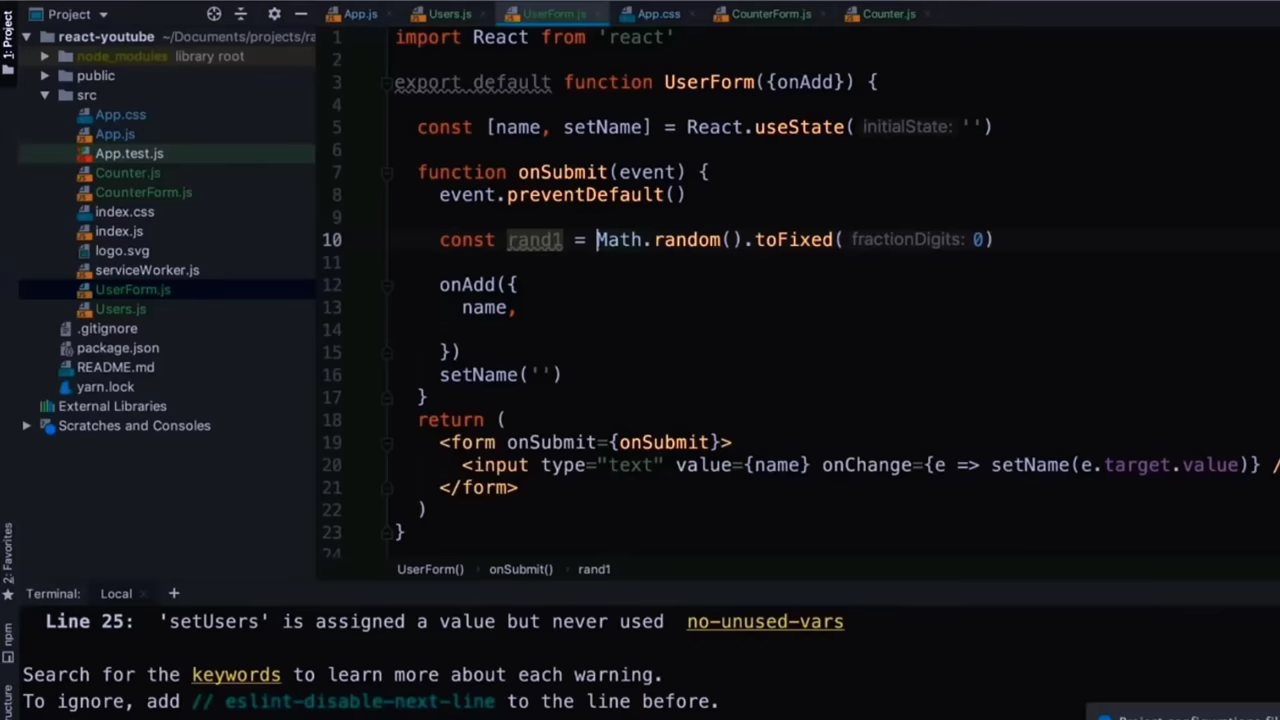 Project
App.js
Users.js
UserForm.js
App.css
CounterForm.js
Counter.js
1: Project
react-youtube ~/Documents/projects/ra
node_modules library root
public
src
App.css
App.js
App.test.js
Counter.js
CounterForm.js
index.css
index.js
logo.svg
serviceWorker.js
UserForm.js
Users.js
.gitignore
package.json
README.md
yarn.lock
External Libraries
Scratches and Consoles
1 import React from 'react'
2
3 export default function UserForm({onAdd}) {
4
5 const [name, setName] = React.useState( initialState: '')
6
7 function onSubmit(event) {
8 event.preventDefault()
9
10 const rand1 = Math.random().toFixed( fractionDigits: 0)
11
12 onAdd({
13 name,
14
15 })
16 setName('')
17 }
18 return (
19 <form onSubmit={onSubmit}>
20 <input type="text" value={name} onChange={e => setName(e.target.value)} /
21 </form>
22 )
23 }
24
UserForm() onSubmit() rand1
2: Favorites
npm
Terminal: Local +
Line 25: 'setUsers' is assigned a value but never used no-unused-vars
Search for the keywords to learn more about each warning.
To ignore, add // eslint-disable-next-line to the line before.